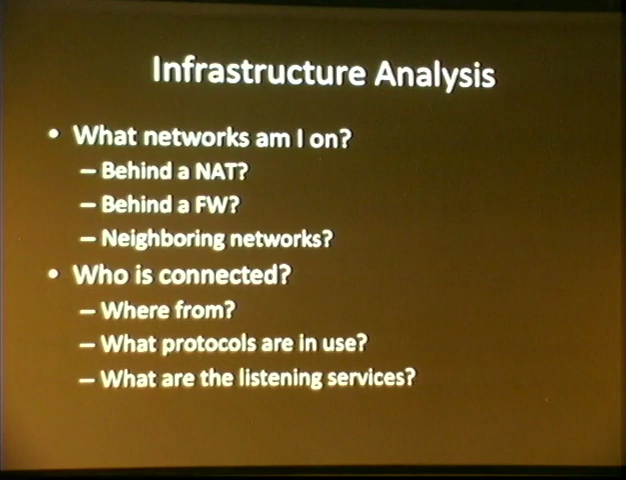 Infrastructure Analysis
• What networks am I on?
– Behind a NAT?
– Behind a FW?
– Neighboring networks?
• Who is connected?
– Where from?
– What protocols are in use?
– What are the listening services?